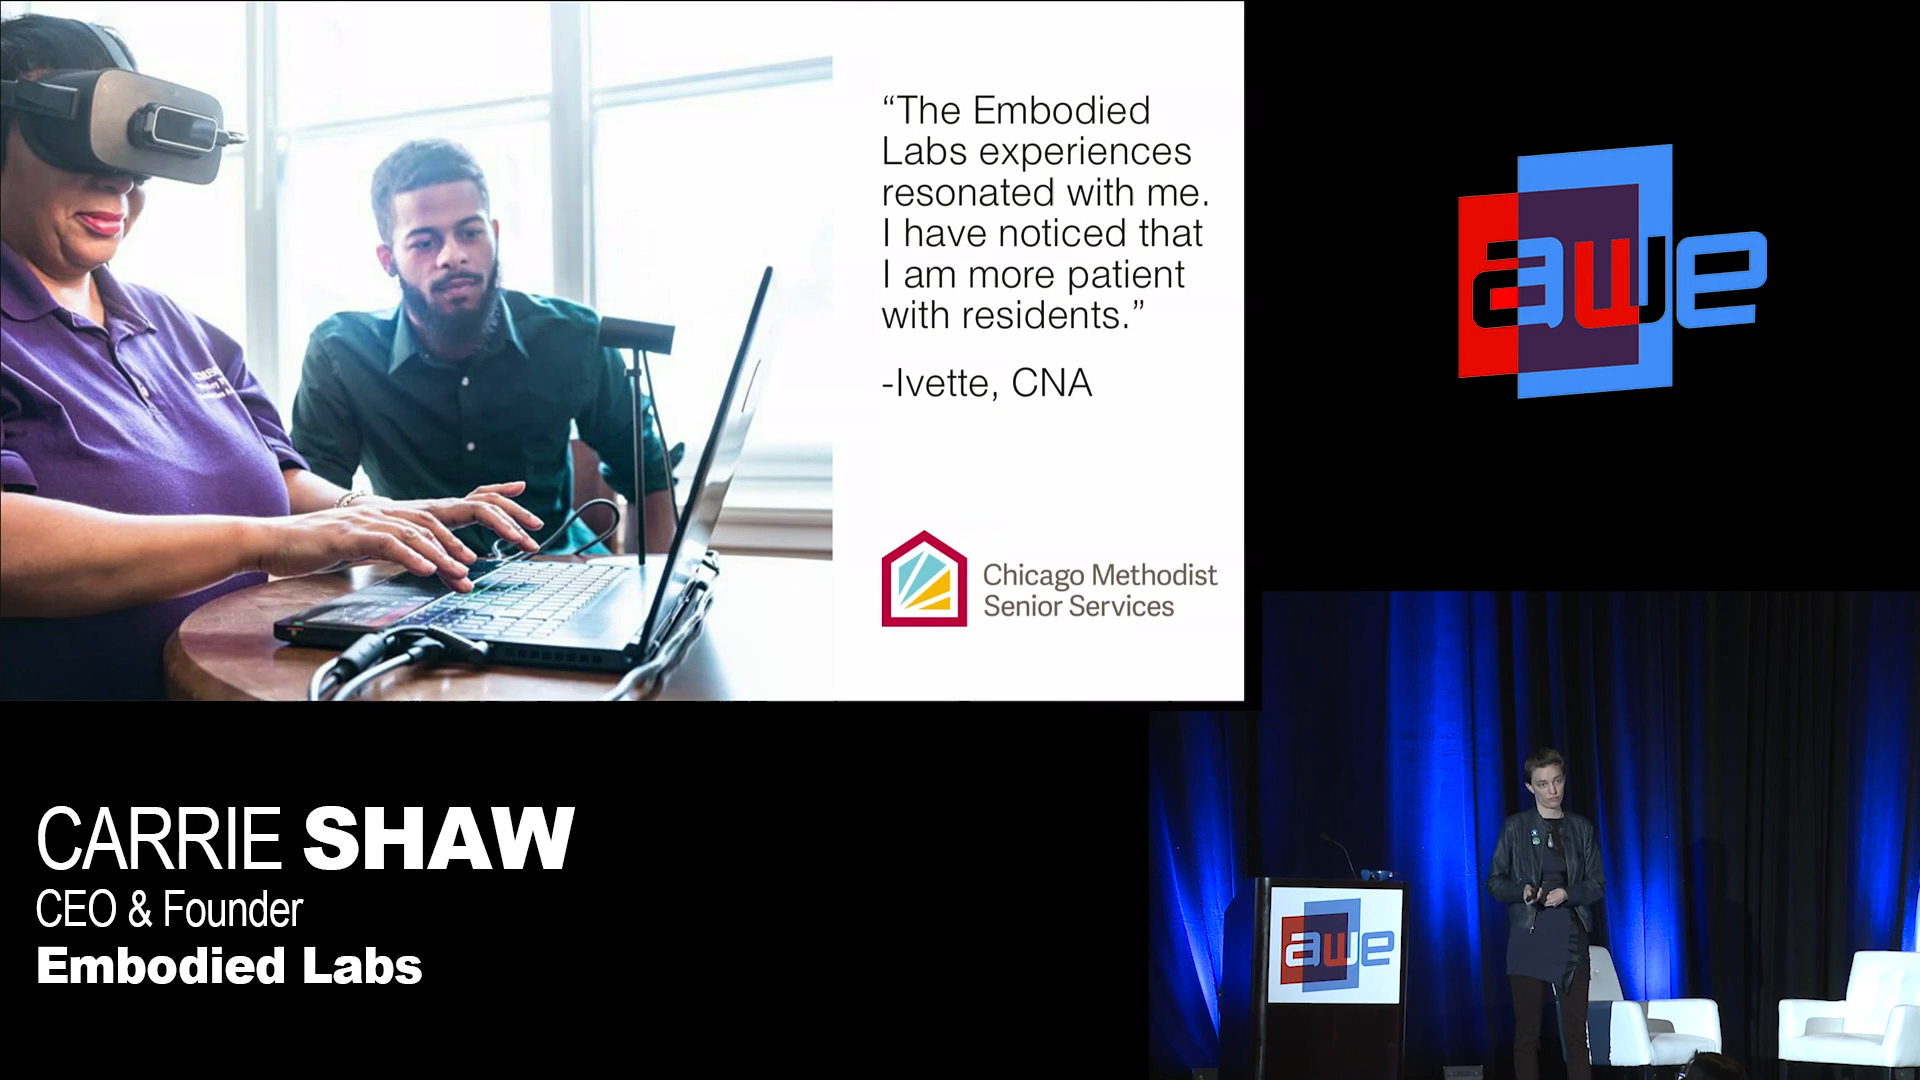 “The Embodied
Labs experiences
resonated with me.
I have noticed that
I am more patient
with residents.”
-Ivette, CNA
Chicago Methodist
Senior Services
awe
CARRIE SHAW
CEO & Founder
Embodied Labs
awe